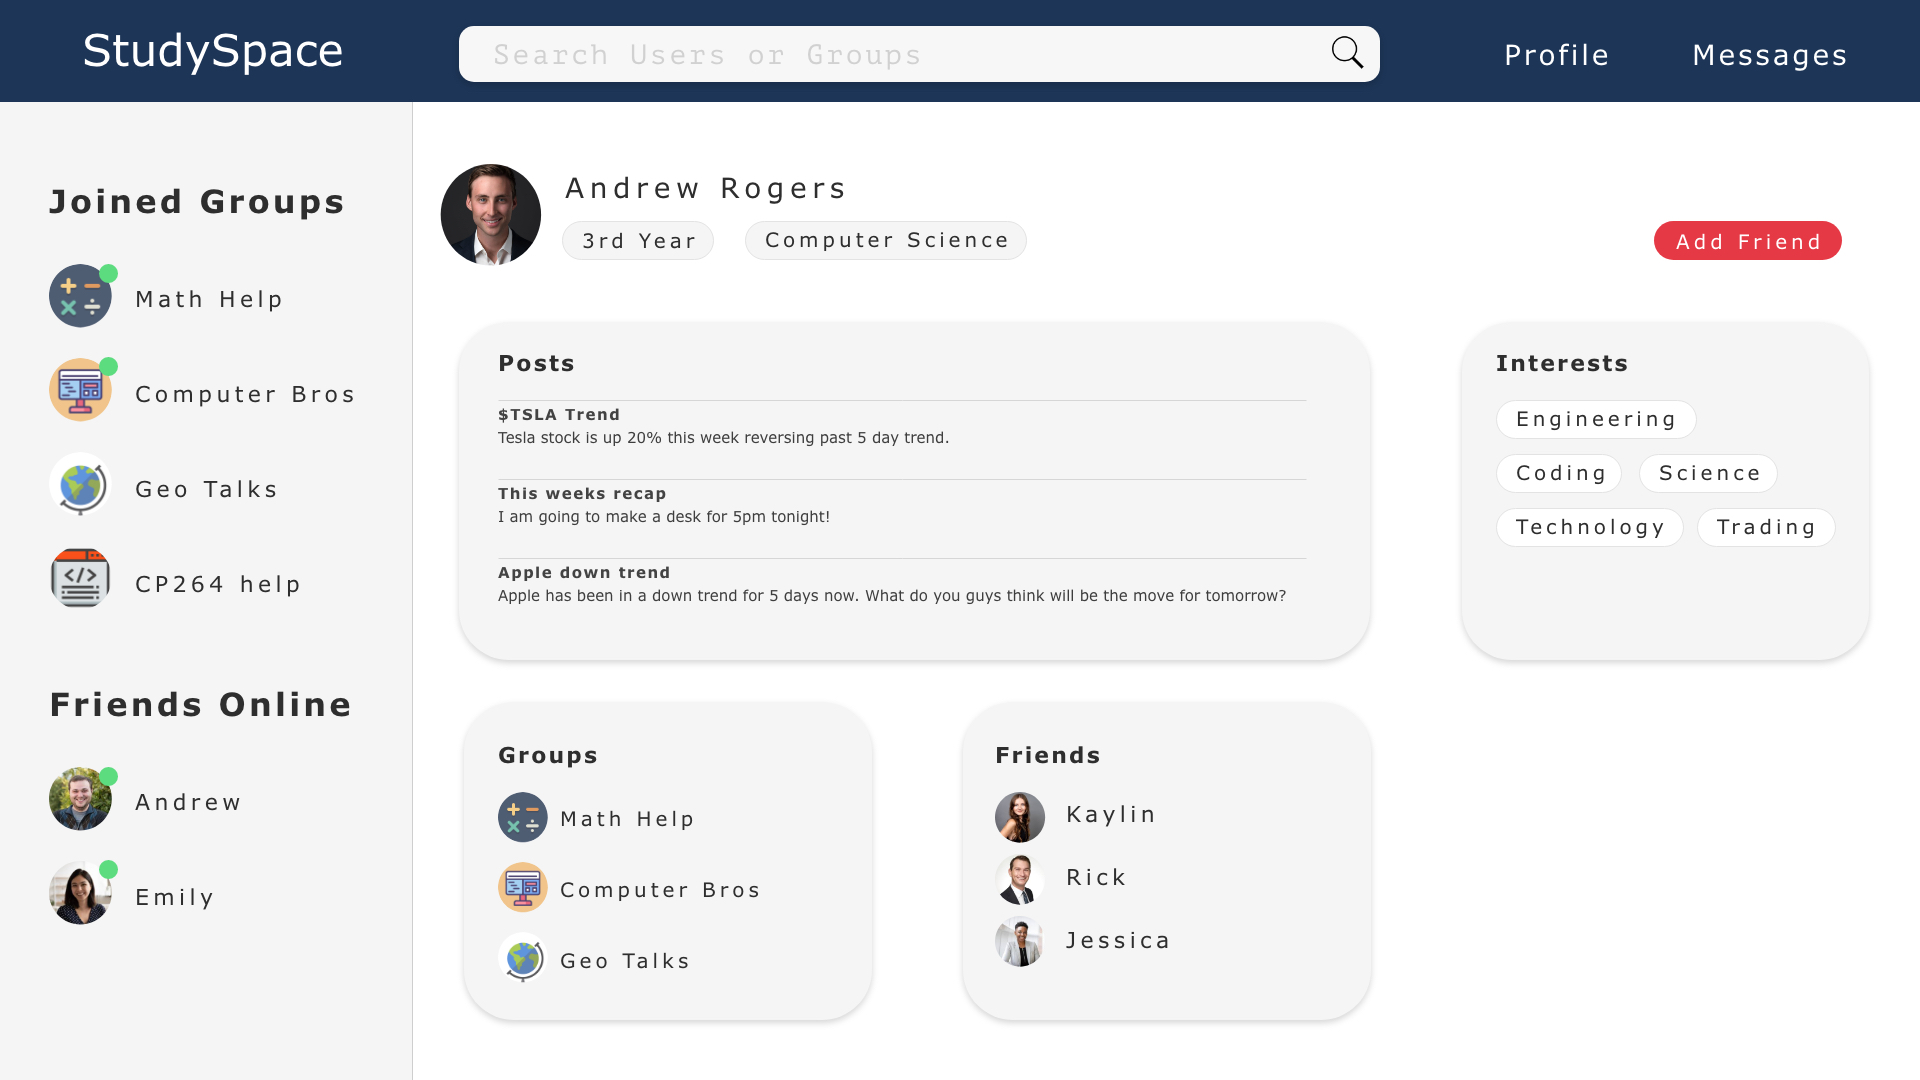 StudySpace
Search Users or Groups
Profile
Messages
Joined Groups
Math Help
Computer Bros
Geo Talks
CP264 help
Friends Online
Andrew
Emily
Andrew Rogers
3rd Year
Computer Science
Add Friend
Posts
$TSLA Trend
Tesla stock is up 20% this week reversing past 5 day trend.
This weeks recap
I am going to make a desk for 5pm tonight!
Apple down trend
Apple has been in a down trend for 5 days now. What do you guys think will be the move for tomorrow?
Interests
Engineering
Coding
Science
Technology
Trading
Groups
Math Help
Computer Bros
Geo Talks
Friends
Kaylin
Rick
Jessica